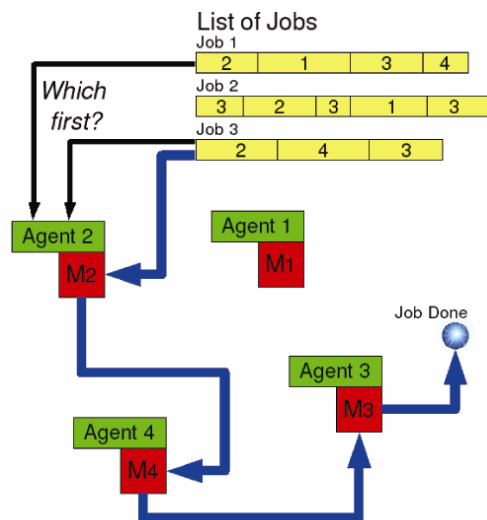 List of Jobs
Job 1
2 1 3 4
Which
first?
Job 2
3 2 3 1 3
Job 3
2 4 3
Agent 2
M2
Agent 1
M1
Job Done
Agent 3
M3
Agent 4
M4